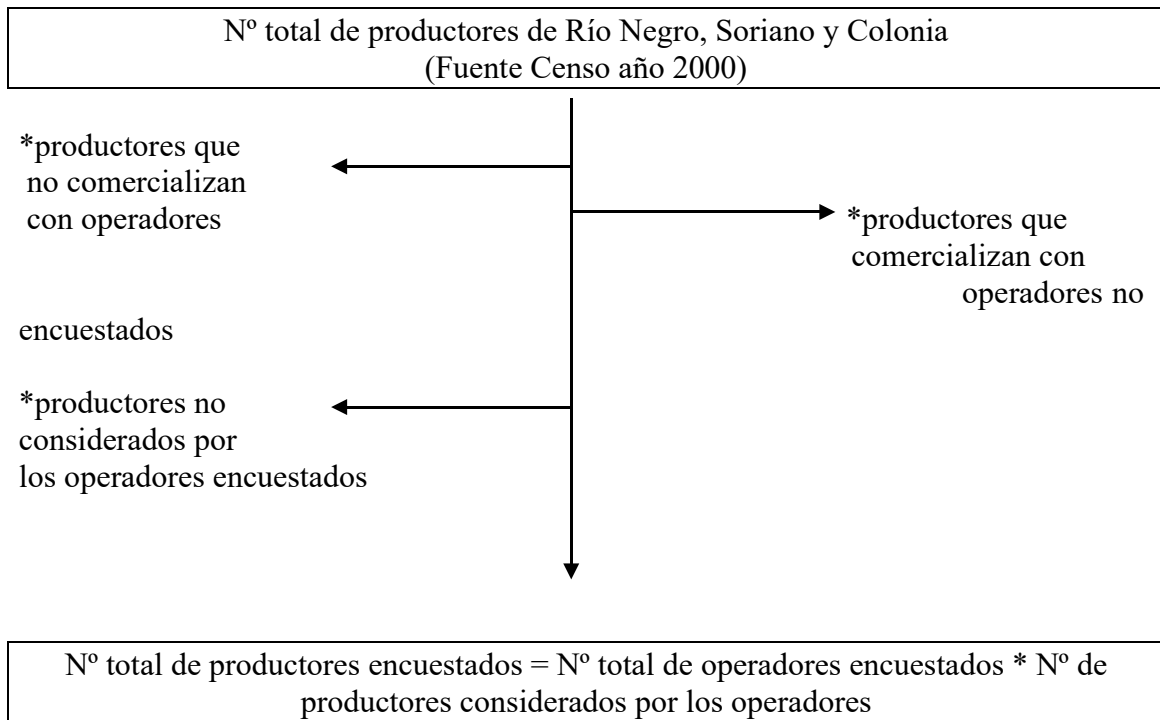 Nº total de productores de Río Negro, Soriano y Colonia
(Fuente Censo año 2000)
*productores que
no comercializan
con operadores
*productores que
comercializan con
operadores no
encuestados
*productores no
considerados por
los operadores encuestados
Nº total de productores encuestados = Nº total de operadores encuestados * Nº de
productores considerados por los operadores